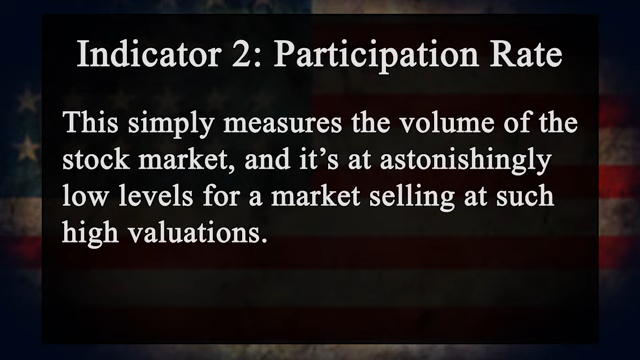 Indicator 2: Participation Rate
This simply measures the volume of the
stock market, and it’s at astonishingly
low levels for a market selling at such
high valuations.